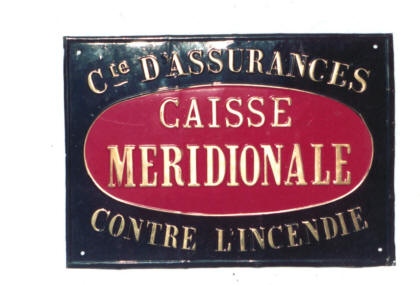 Cie D'ASSURANCES
CAISSE
MERIDIONALE
CONTRE L'INCENDIE